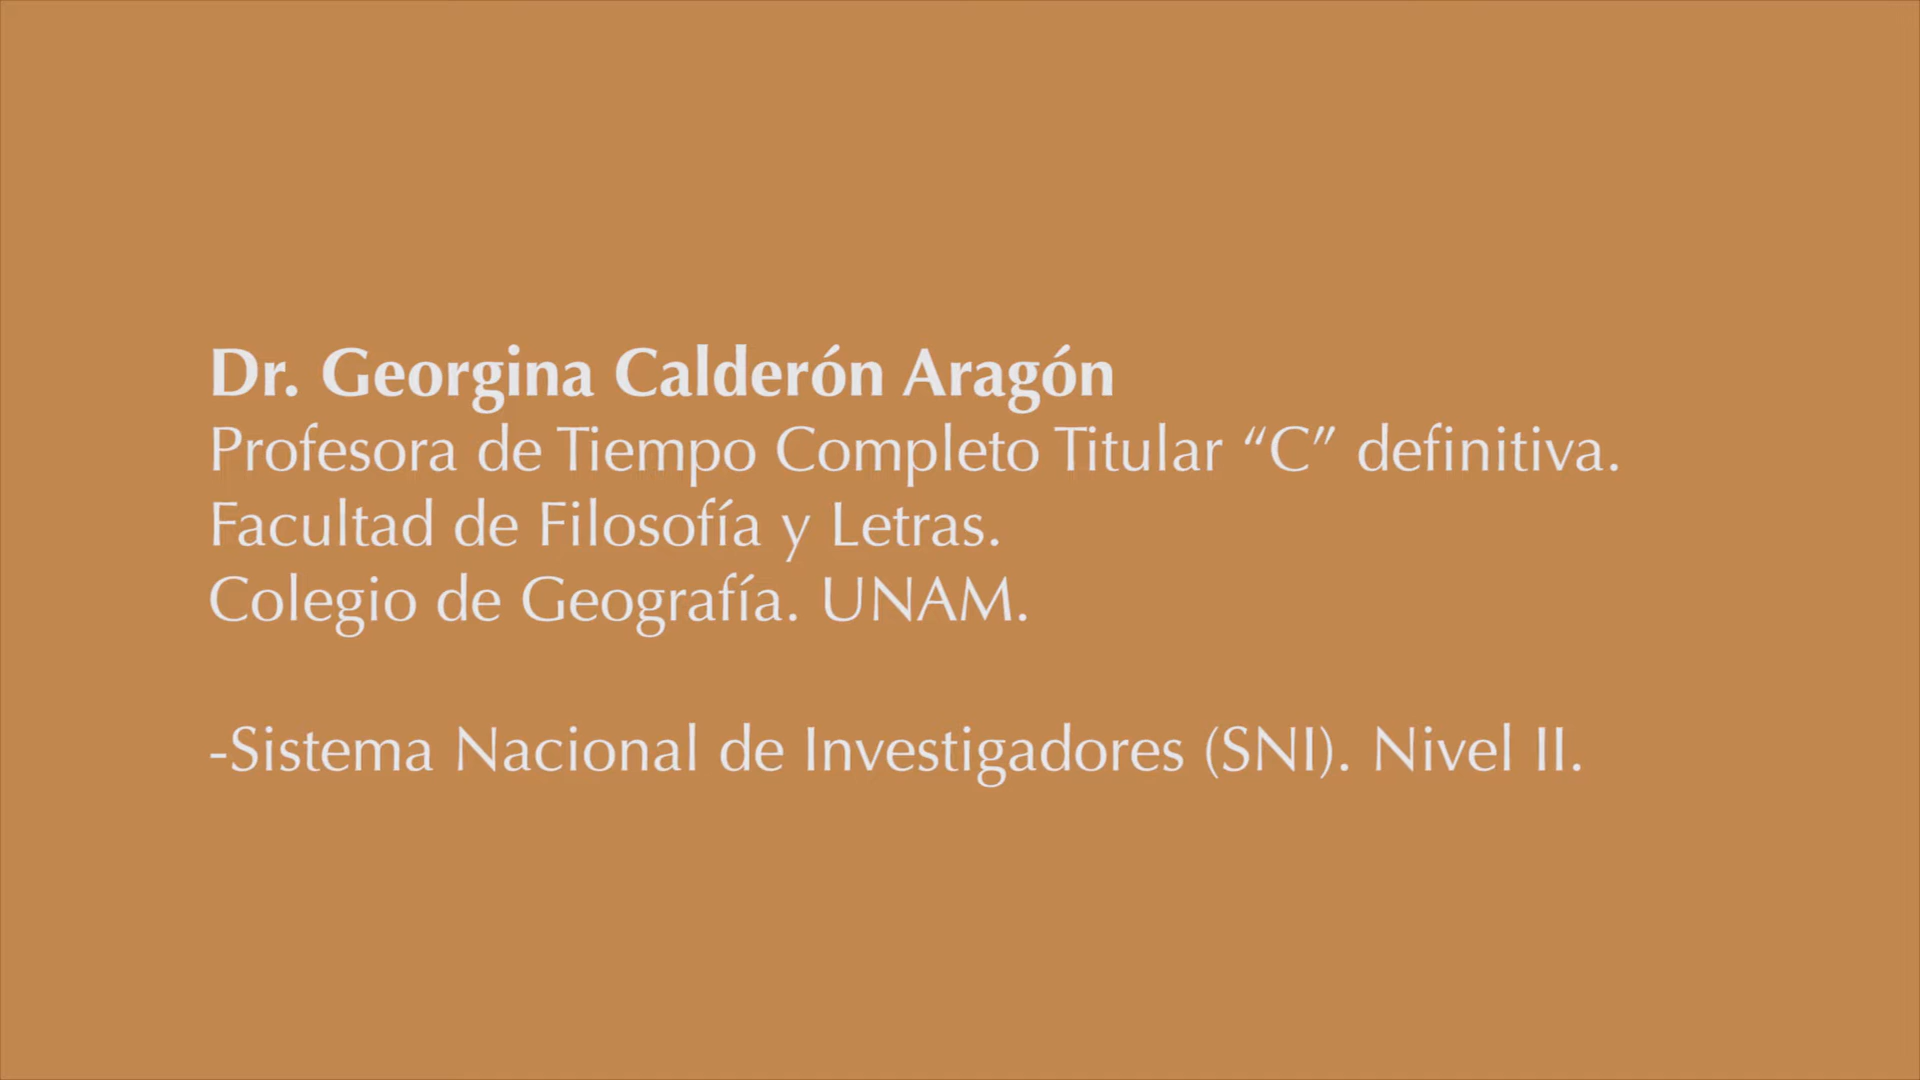 Dr. Georgina Calderón Aragón
Profesora de Tiempo Completo Titular “C” definitiva.
Facultad de Filosofía y Letras.
Colegio de Geografía. UNAM.
-Sistema Nacional de Investigadores (SNI). Nivel II.